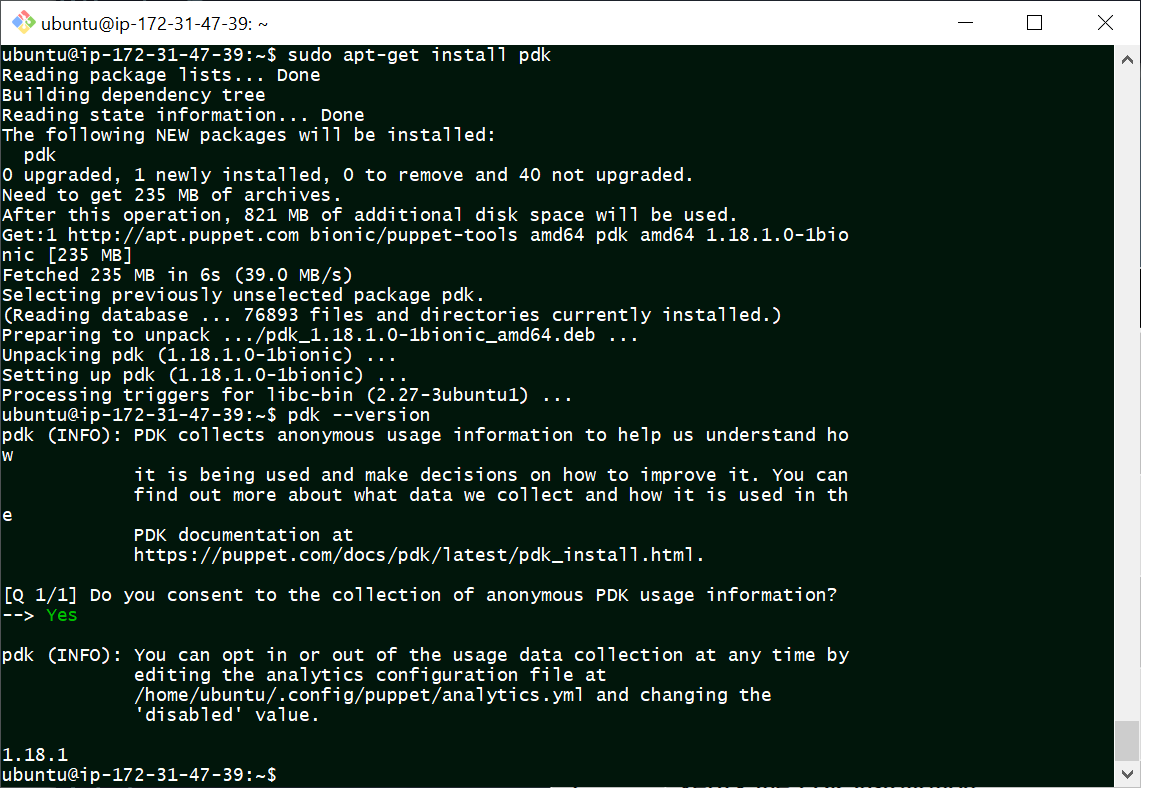 ubuntu@ip-172-31-47-39: ~
ubuntu@ip-172-31-47-39:~$ sudo apt-get install pdk
Reading package lists... Done
Building dependency tree
Reading state information... Done
The following NEW packages will be installed:
  pdk
0 upgraded, 1 newly installed, 0 to remove and 40 not upgraded.
Need to get 235 MB of archives.
After this operation, 821 MB of additional disk space will be used.
Get:1 http://apt.puppet.com bionic/puppet-tools amd64 pdk amd64 1.18.1.0-1bio
nic [235 MB]
Fetched 235 MB in 6s (39.0 MB/s)
Selecting previously unselected package pdk.
(Reading database ... 76893 files and directories currently installed.)
Preparing to unpack .../pdk_1.18.1.0-1bionic_amd64.deb ...
Unpacking pdk (1.18.1.0-1bionic) ...
Setting up pdk (1.18.1.0-1bionic) ...
Processing triggers for libc-bin (2.27-3ubuntu1) ...
ubuntu@ip-172-31-47-39:~$ pdk --version
pdk (INFO): PDK collects anonymous usage information to help us understand ho
w
            it is being used and make decisions on how to improve it. You can
            find out more about what data we collect and how it is used in th
e
            PDK documentation at
            https://puppet.com/docs/pdk/latest/pdk_install.html.
[Q 1/1] Do you consent to the collection of anonymous PDK usage information?
--> Yes
pdk (INFO): You can opt in or out of the usage data collection at any time by
            editing the analytics configuration file at
            /home/ubuntu/.config/puppet/analytics.yml and changing the
            'disabled' value.
1.18.1
ubuntu@ip-172-31-47-39:~$